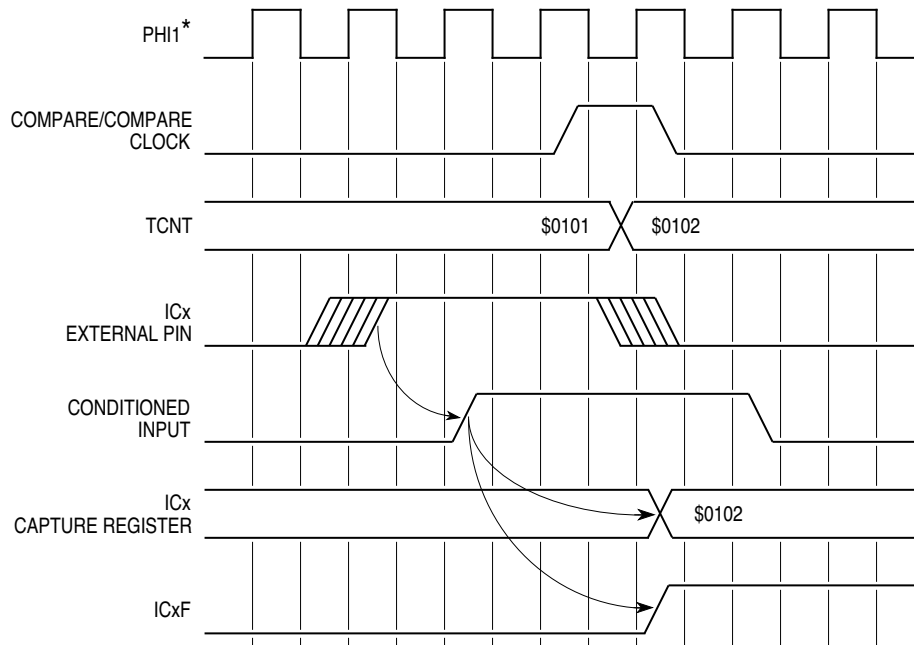 PHI1*
COMPARE/COMPARE
CLOCK
TCNT
$0101
$0102
ICx
EXTERNAL PIN
CONDITIONED
INPUT
ICx
CAPTURE REGISTER
$0102
ICxF